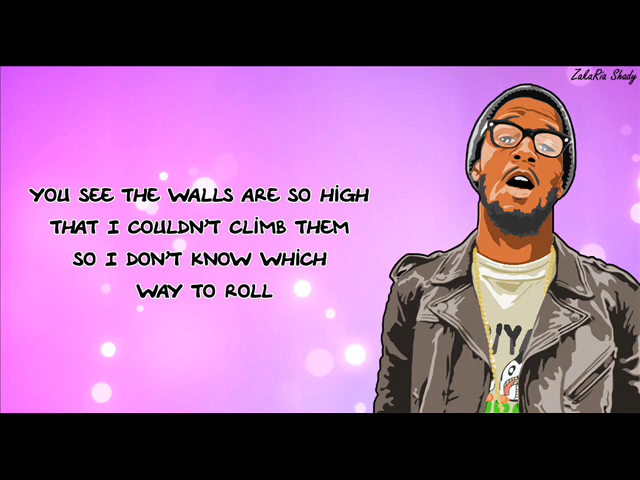 ZakaRia Shady
YOU SEE THE WALLS ARE SO HIGH
THAT I COULDN'T CLIMB THEM
SO I DON'T KNOW WHICH
WAY TO ROLL